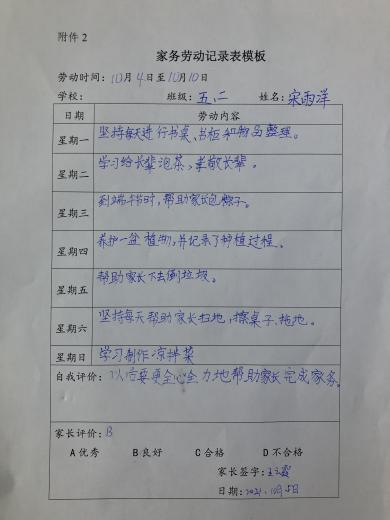 附件 2
家务劳动记录表模板
劳动时间：10月4日至10月10日
学校： 班级：五、二 姓名：宋雨洋
日期 劳动内容
星期一 坚持每天进行书桌、书柜和物品整理。
星期二 学习给长辈泡茶、孝敬长辈。
星期三 到端午节时，帮助家长包粽子。
星期四 养护一盆植物，并记录了种植过程。
星期五 帮助家长下去倒垃圾。
星期六 坚持每天帮助家长扫地，擦桌子、拖地。
星期日 学习制作凉拌菜
自我评价：以后要更全心全力地帮助家长完成家务。
家长评价：B
A 优秀 B 良好 C 合格 D 不合格
家长签字：王
日期：2021.10月5日